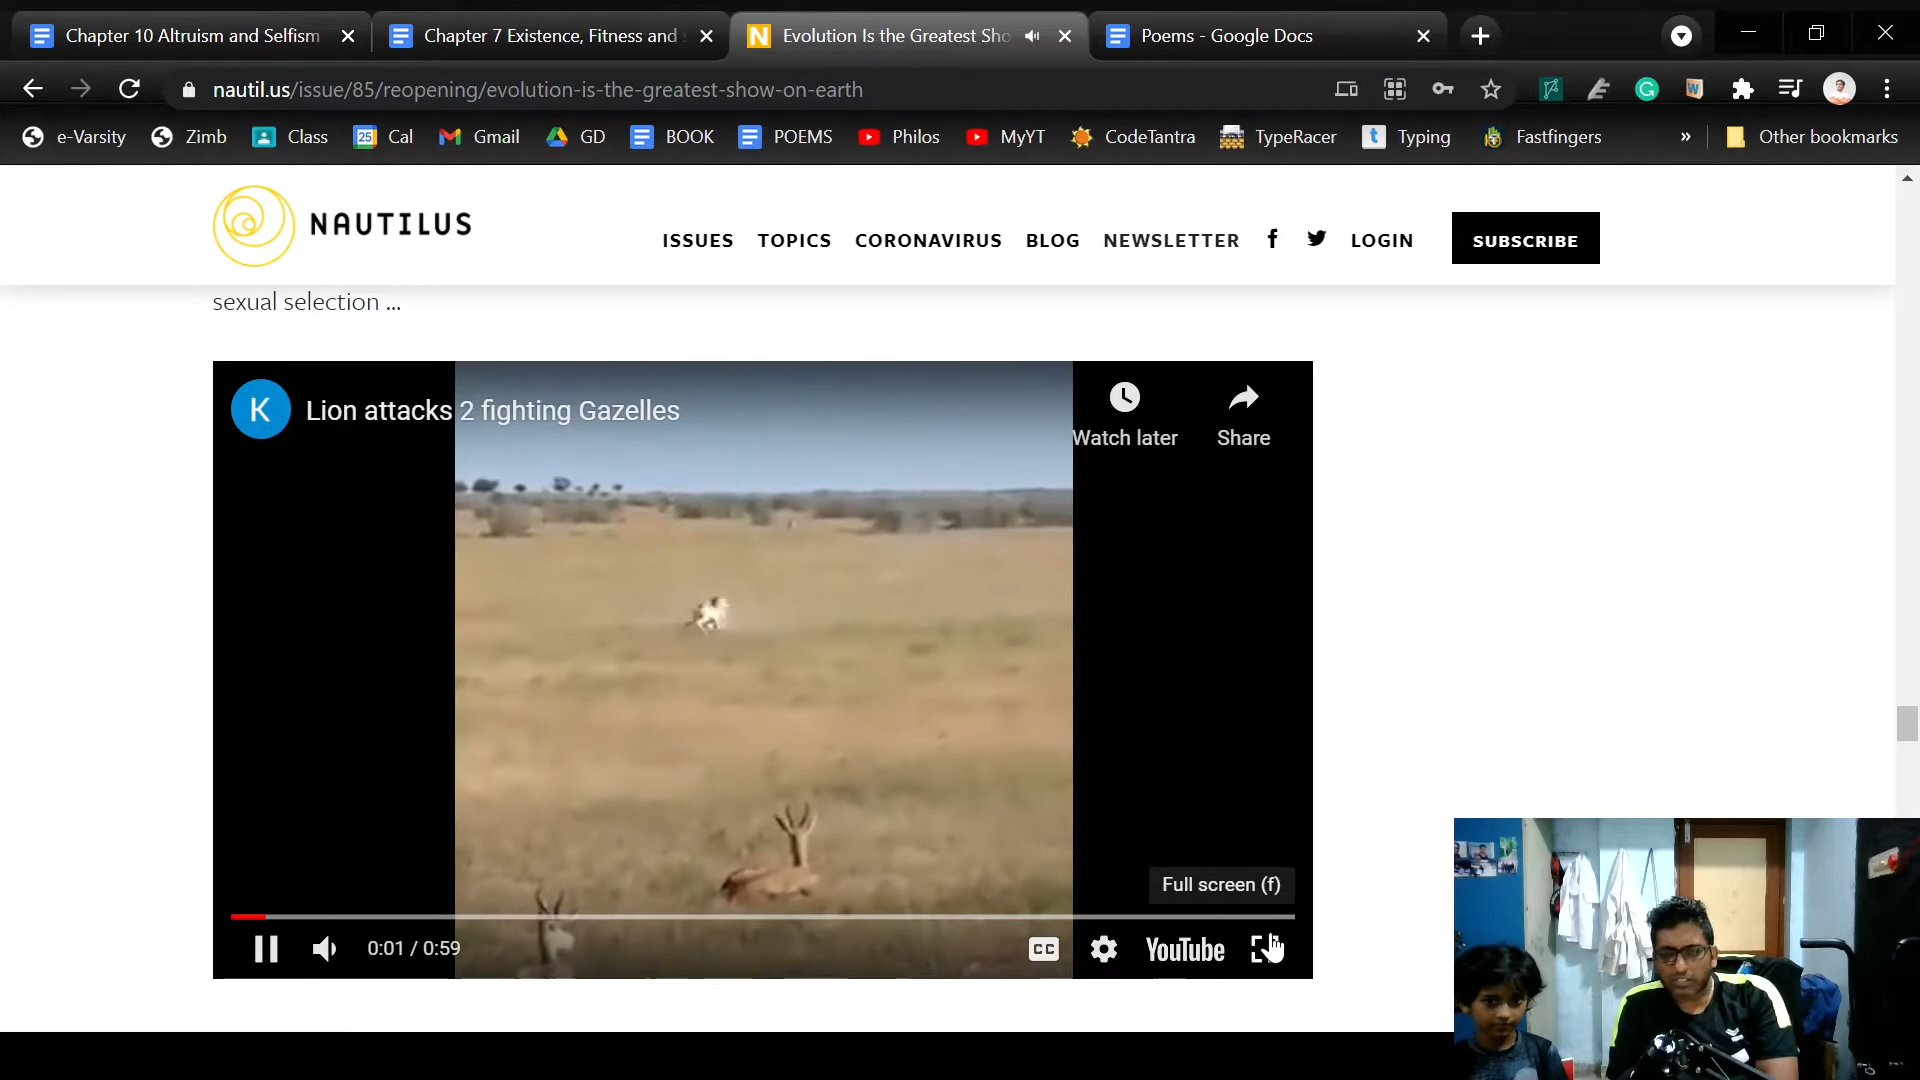 Chapter 10 Altruism and Selfism
Chapter 7 Existence, Fitness and
Evolution Is the Greatest Sho
Poems - Google Docs
nautil.us/issue/85/reopening/evolution-is-the-greatest-show-on-earth
e-Varsity Zimb Class 25 Cal Gmail GD BOOK POEMS Philos MyYT CodeTantra TypeRacer t Typing Fastfingers » Other bookmarks
NAUTILUS
ISSUES TOPICS CORONAVIRUS BLOG NEWSLETTER LOGIN SUBSCRIBE
sexual selection ...
K Lion attacks 2 fighting Gazelles
Watch later Share
Full screen (f)
0:01 / 0:59 CC YouTube